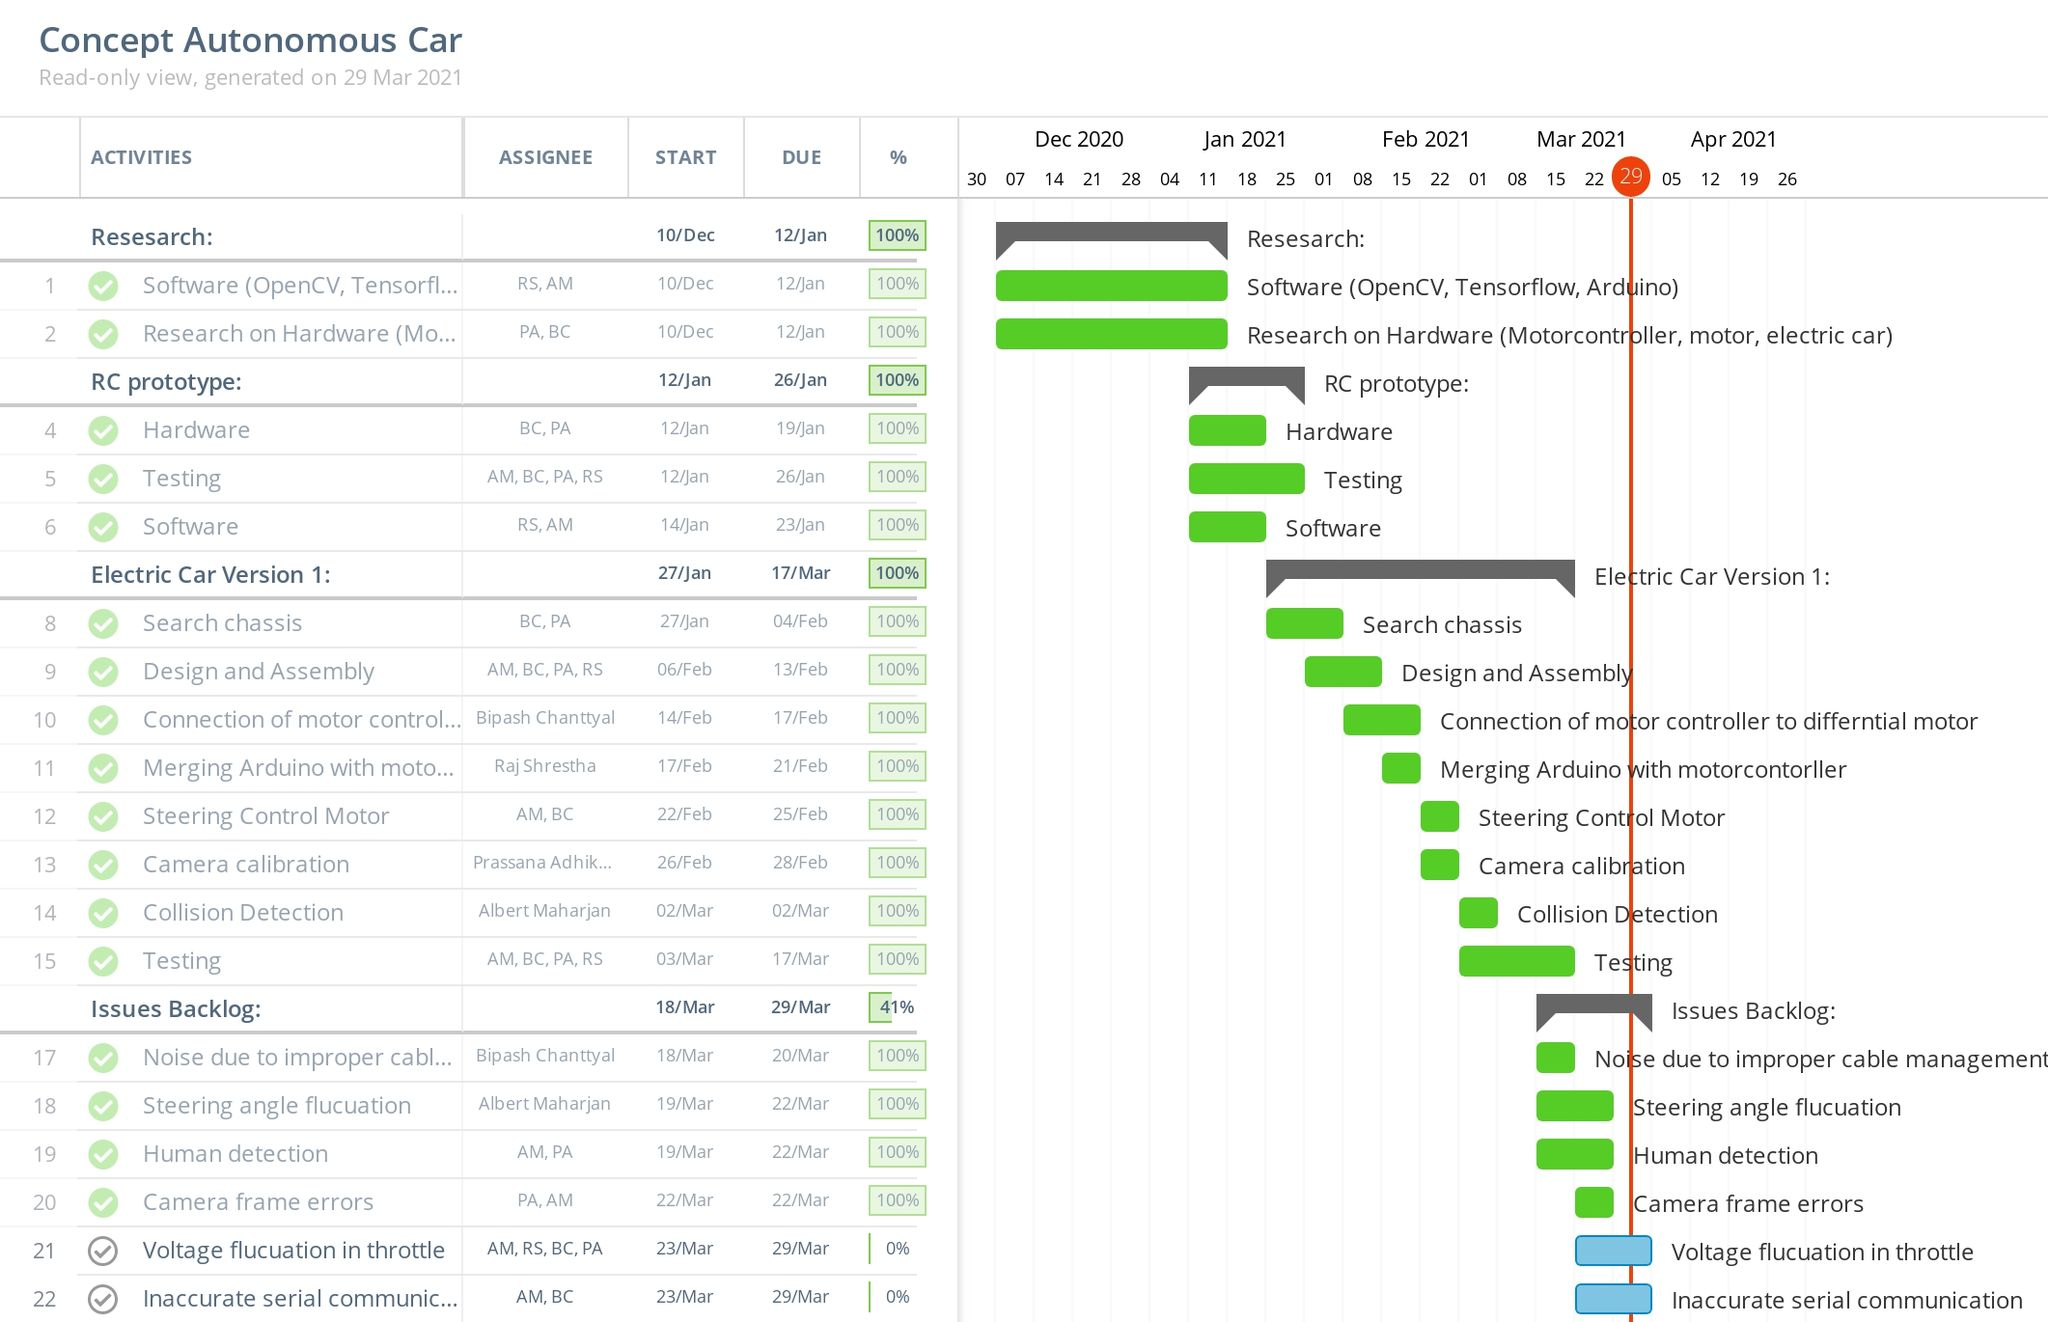 Concept Autonomous Car
Read-only view, generated on 29 Mar 2021
ACTIVITIES ASSIGNEE START DUE %
Dec 2020 Jan 2021 Feb 2021 Mar 2021 Apr 2021
30 07 14 21 28 04 11 18 25 01 08 15 22 01 08 15 22 29 05 12 19 26
Resesarch: 10/Dec 12/Jan 100% Resesarch:
1 Software (OpenCV, Tensorfl... RS, AM 10/Dec 12/Jan 100% Software (OpenCV, Tensorflow, Arduino)
2 Research on Hardware (Mo... PA, BC 10/Dec 12/Jan 100% Research on Hardware (Motorcontroller, motor, electric car)
RC prototype: 12/Jan 26/Jan 100% RC prototype:
4 Hardware BC, PA 12/Jan 19/Jan 100% Hardware
5 Testing AM, BC, PA, RS 12/Jan 26/Jan 100% Testing
6 Software RS, AM 14/Jan 23/Jan 100% Software
Electric Car Version 1: 27/Jan 17/Mar 100% Electric Car Version 1:
8 Search chassis BC, PA 27/Jan 04/Feb 100% Search chassis
9 Design and Assembly AM, BC, PA, RS 06/Feb 13/Feb 100% Design and Assembly
10 Connection of motor control... Bipash Chanttyal 14/Feb 17/Feb 100% Connection of motor controller to differntial motor
11 Merging Arduino with moto... Raj Shrestha 17/Feb 21/Feb 100% Merging Arduino with motorcontorller
12 Steering Control Motor AM, BC 22/Feb 25/Feb 100% Steering Control Motor
13 Camera calibration Prassana Adhik... 26/Feb 28/Feb 100% Camera calibration
14 Collision Detection Albert Maharjan 02/Mar 02/Mar 100% Collision Detection
15 Testing AM, BC, PA, RS 03/Mar 17/Mar 100% Testing
Issues Backlog: 18/Mar 29/Mar 41% Issues Backlog:
17 Noise due to improper cabl... Bipash Chanttyal 18/Mar 20/Mar 100% Noise due to improper cable management
18 Steering angle flucuation Albert Maharjan 19/Mar 22/Mar 100% Steering angle flucuation
19 Human detection AM, PA 19/Mar 22/Mar 100% Human detection
20 Camera frame errors PA, AM 22/Mar 22/Mar 100% Camera frame errors
21 Voltage flucuation in throttle AM, RS, BC, PA 23/Mar 29/Mar 0% Voltage flucuation in throttle
22 Inaccurate serial communic... AM, BC 23/Mar 29/Mar 0% Inaccurate serial communication